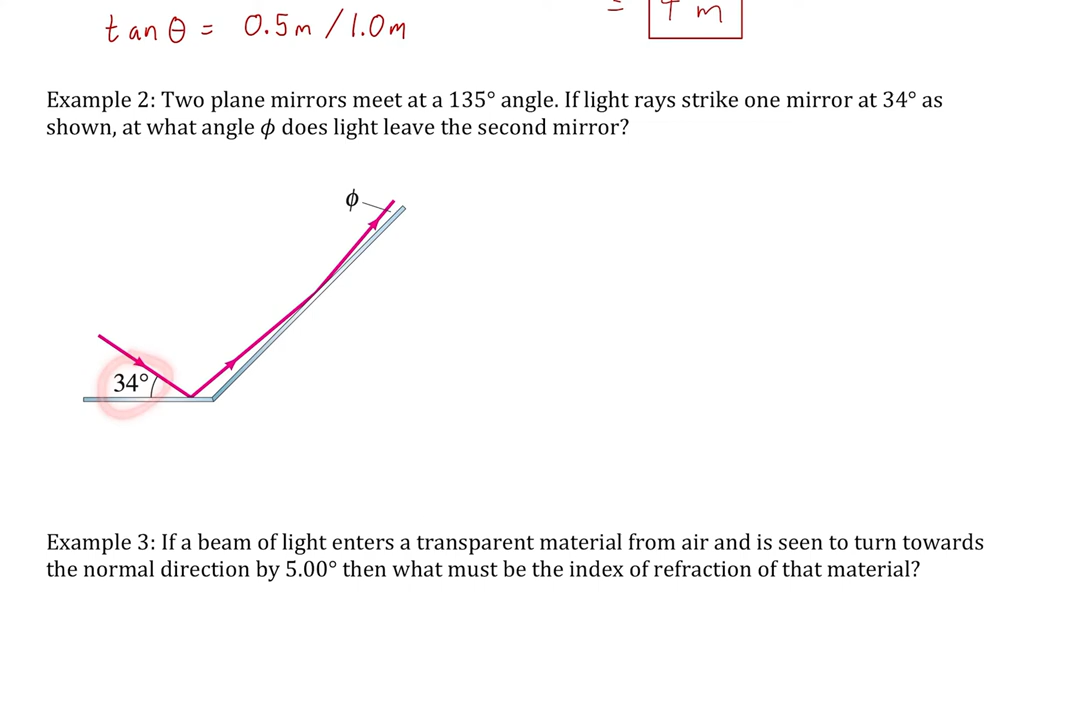 tan θ = 0.5m / 1.0m
=
m
Example 2: Two plane mirrors meet at a 135° angle. If light rays strike one mirror at 34° as
shown, at what angle ϕ does light leave the second mirror?
ϕ
34°
Example 3: If a beam of light enters a transparent material from air and is seen to turn towards
the normal direction by 5.00° then what must be the index of refraction of that material?